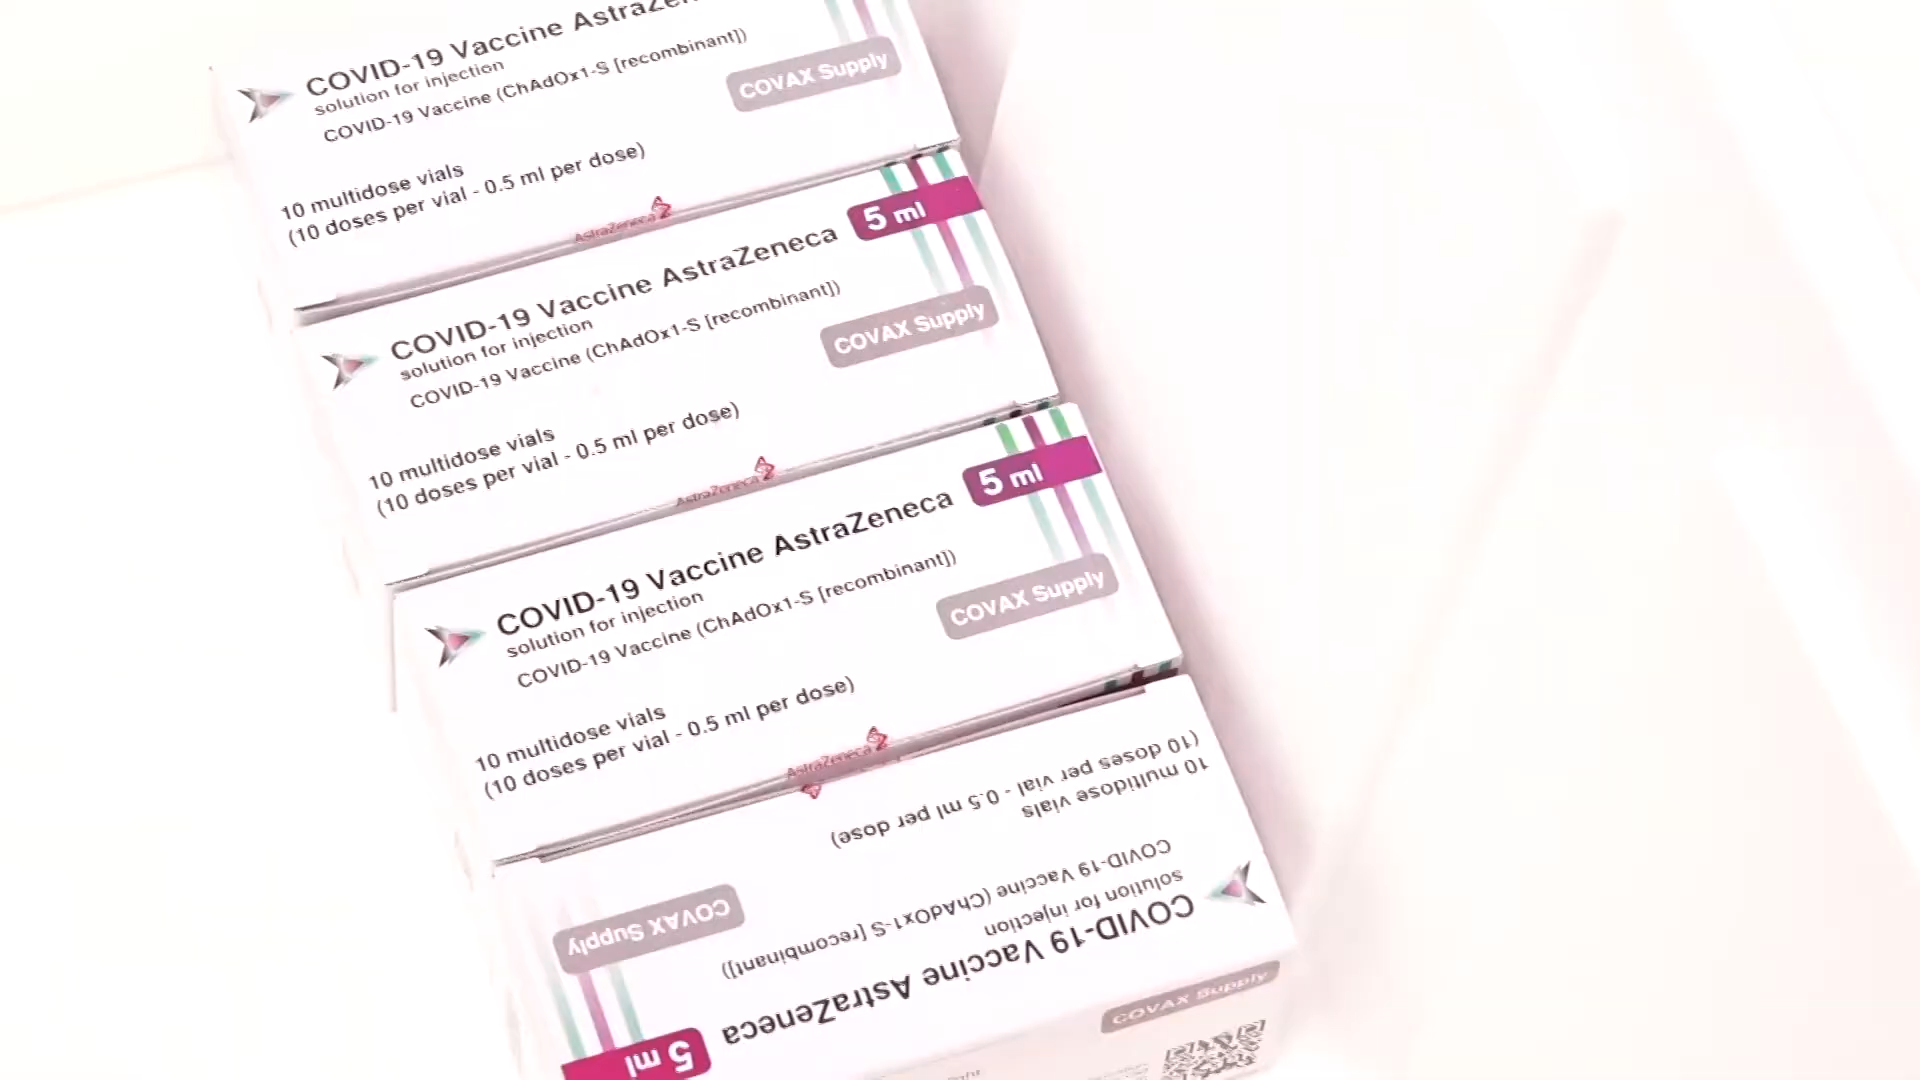 COVID-19 Vaccine AstraZe
solution for injection
COVID-19 Vaccine (ChAdOx1-S [recombinant])
COVAX Supply
10 multidose vials
(10 doses per vial - 0.5 ml per dose)
AstraZeneca
5 ml
COVID-19 Vaccine AstraZeneca
solution for injection
COVID-19 Vaccine (ChAdOx1-S [recombinant])
COVAX Supply
10 multidose vials
(10 doses per vial - 0.5 ml per dose)
AstraZeneca
5 ml
COVID-19 Vaccine AstraZeneca
solution for injection
COVID-19 Vaccine (ChAdOx1-S [recombinant])
COVAX Supply
10 multidose vials
(10 doses per vial - 0.5 ml per dose)
AstraZeneca
5 ml
COVID-19 Vaccine AstraZeneca
solution for injection
COVID-19 Vaccine (ChAdOx1-S [recombinant])
COVAX Supply
10 multidose vials
(10 doses per vial - 0.5 ml per dose)
COVAX Supply